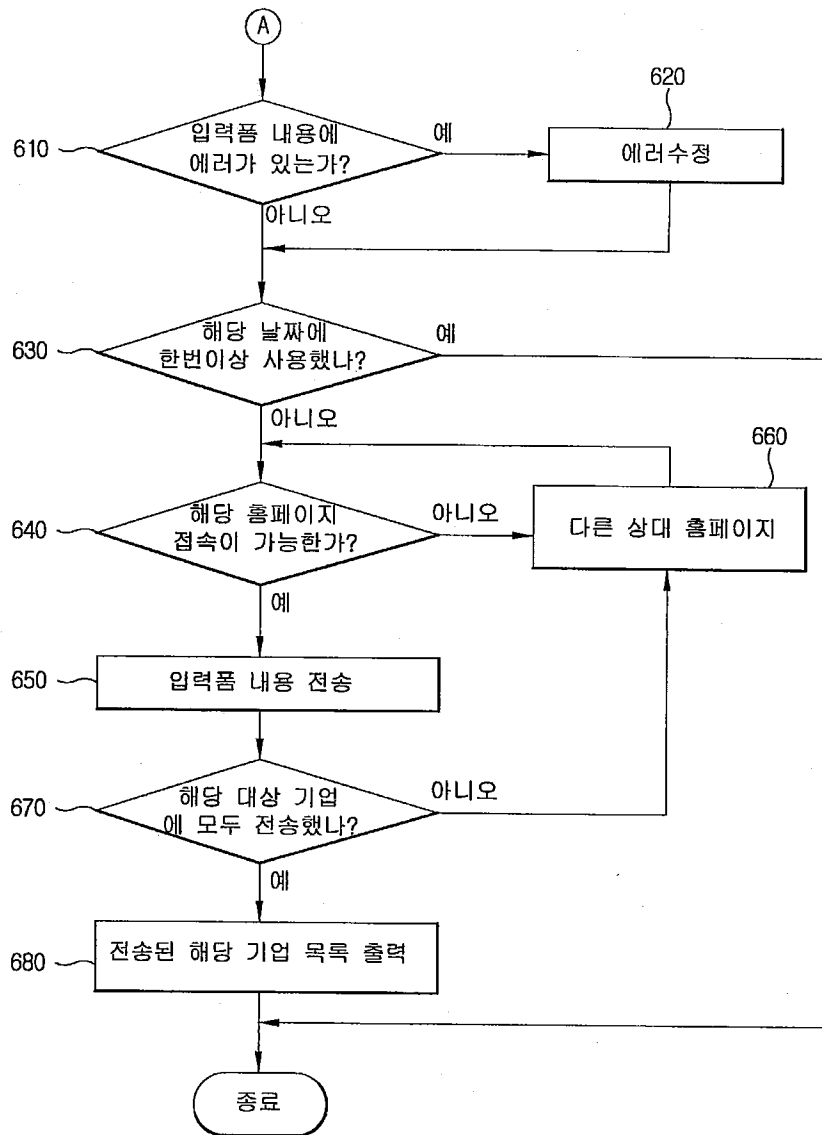 A
610
입력폼 내용에
에러가 있는가?
예
620
에러수정
아니오
630
해당 날짜에
한번이상 사용했나?
예
아니오
640
해당 홈페이지
접속이 가능한가?
아니오
660
다른 상대 홈페이지
예
650
입력폼 내용 전송
670
해당 대상 기업
에 모두 전송했나?
아니오
예
680
전송된 해당 기업 목록 출력
종료